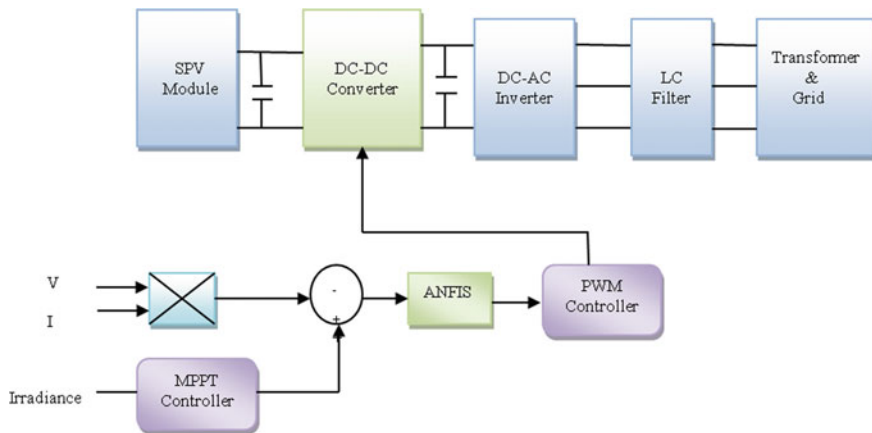 SPV
Module
DC-DC
Converter
DC-AC
Inverter
LC
Filter
Transformer
&
Grid
V
I
-
+
ANFIS
PWM
Controller
Irradiance
MPPT
Controller